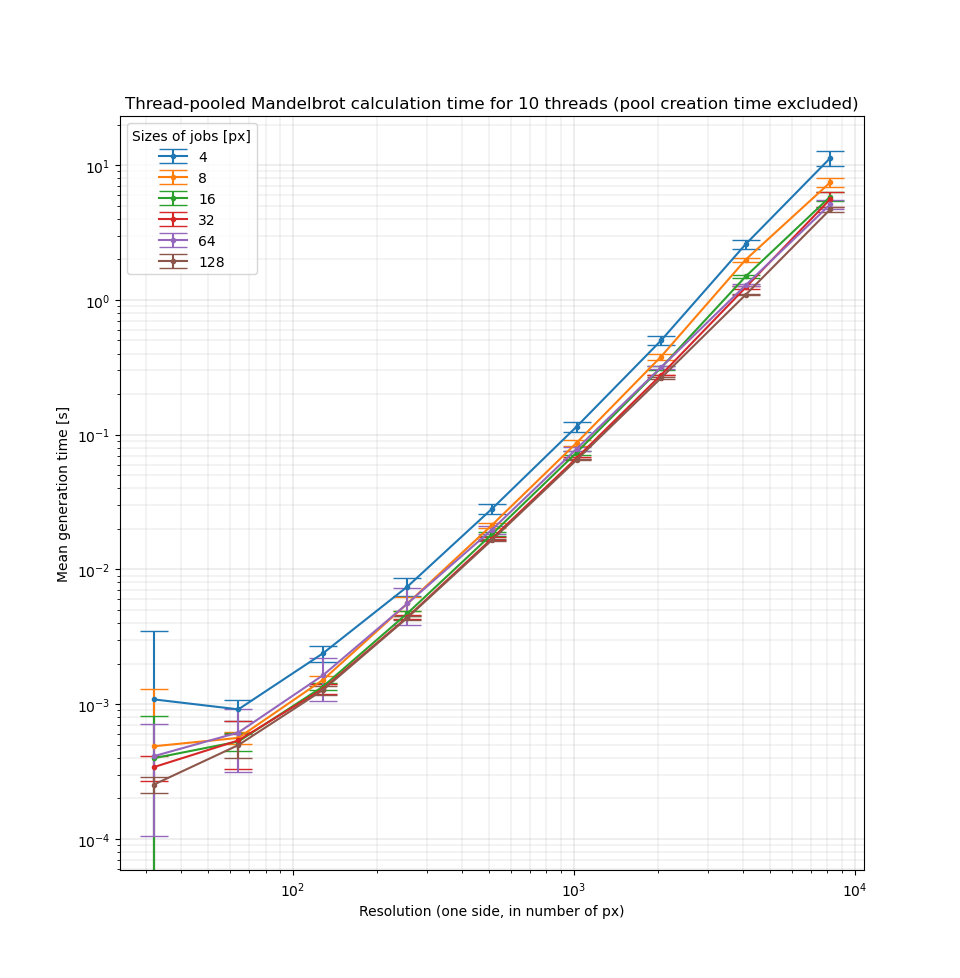 Thread-pooled Mandelbrot calculation time for 10 threads (pool creation time excluded)
Sizes of jobs [px]
4
8
16
32
64
128
10¹
10⁰
10⁻¹
10⁻²
10⁻³
10⁻⁴
Mean generation time [s]
10² 10³ 10⁴
Resolution (one side, in number of px)